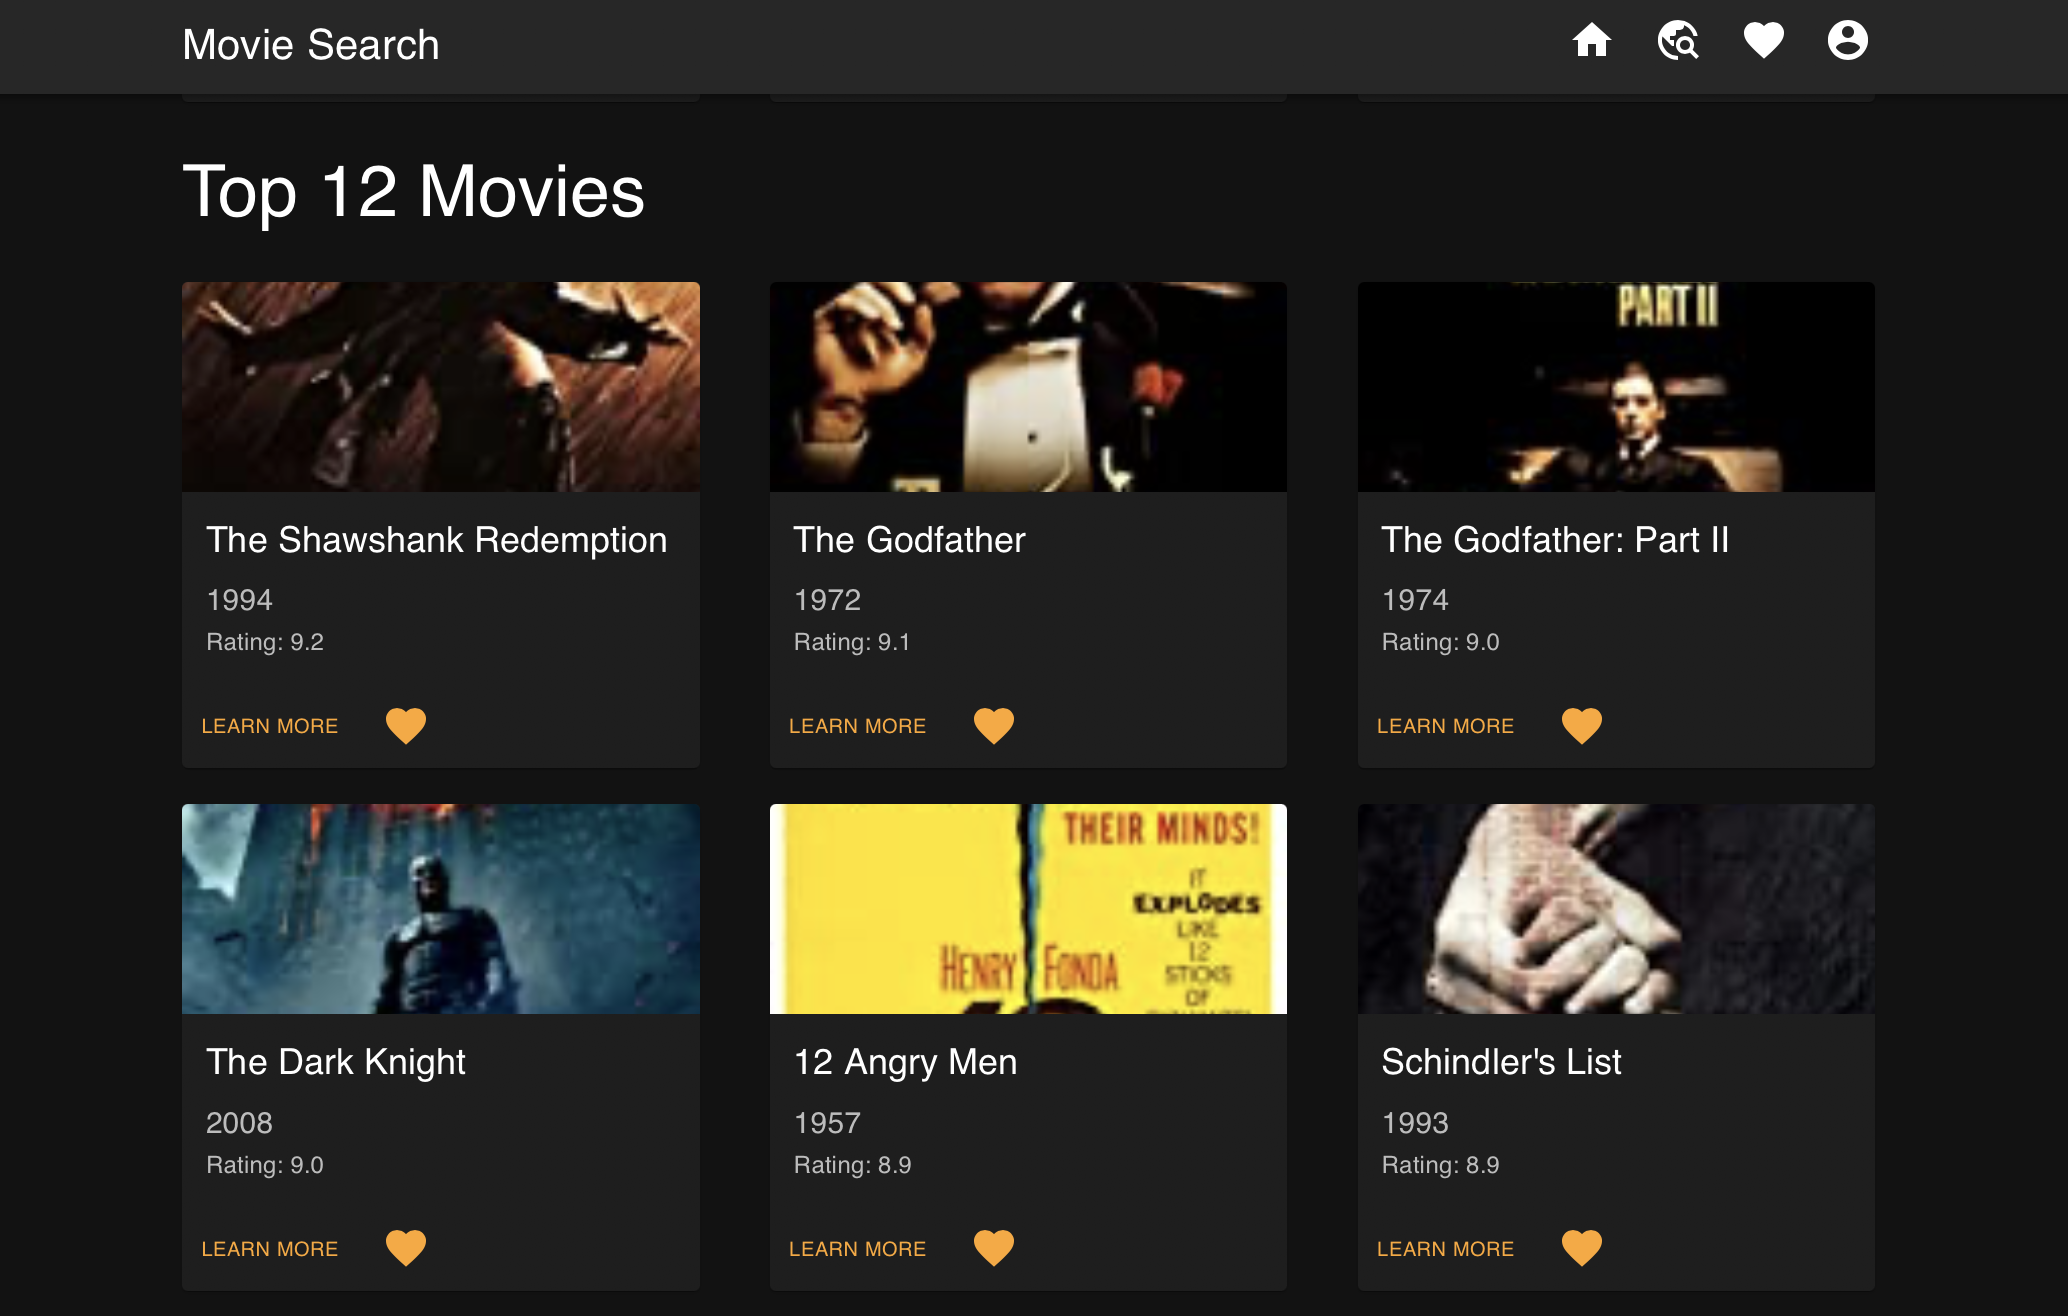 Movie Search
Top 12 Movies
PART II
The Shawshank Redemption
1994
Rating: 9.2
LEARN MORE
The Godfather
1972
Rating: 9.1
LEARN MORE
The Godfather: Part II
1974
Rating: 9.0
LEARN MORE
THEIR MINDS!
IT
EXPLODES
LIKE
12
STICKS
OF
HENRY FONDA
The Dark Knight
2008
Rating: 9.0
LEARN MORE
12 Angry Men
1957
Rating: 8.9
LEARN MORE
Schindler's List
1993
Rating: 8.9
LEARN MORE